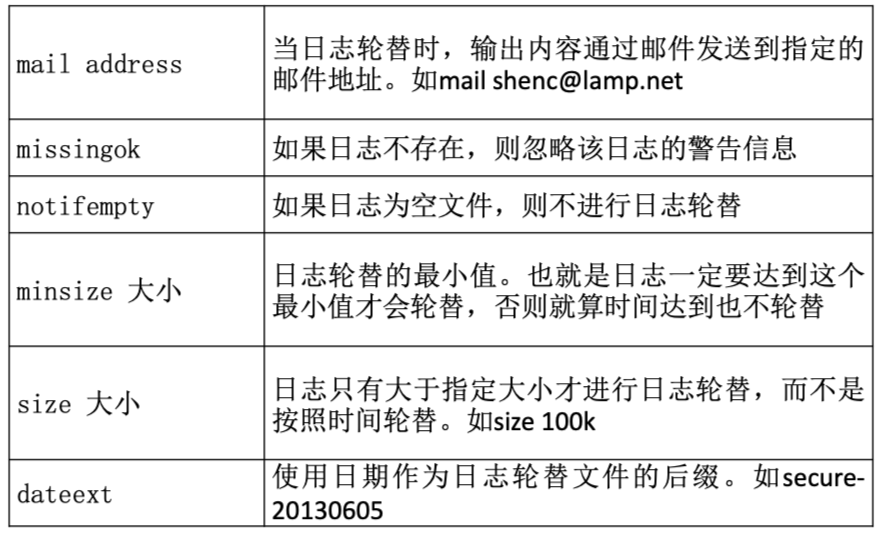 mail address
当日志轮替时，输出内容通过邮件发送到指定的
邮件地址。如mail shenc@lamp.net
missingok
如果日志不存在，则忽略该日志的警告信息
notifempty
如果日志为空文件，则不进行日志轮替
minsize 大小
日志轮替的最小值。也就是日志一定要达到这个
最小值才会轮替，否则就算时间达到也不轮替
size 大小
日志只有大于指定大小才进行日志轮替，而不是
按照时间轮替。如size 100k
dateext
使用日期作为日志轮替文件的后缀。如secure-
20130605